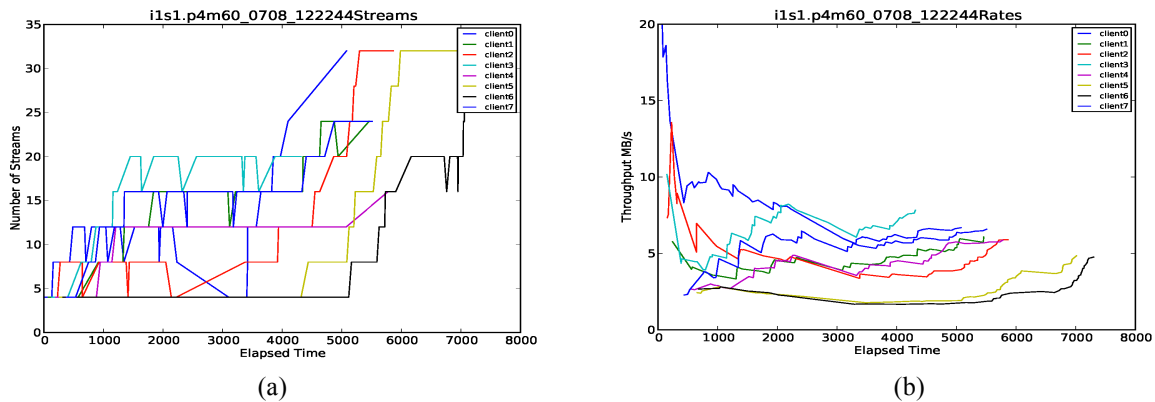 i1s1.p4m60_0708_122244Streams
35
30
25
20
15
10
5
0
Number of Streams
0 1000 2000 3000 4000 5000 6000 7000 8000
Elapsed Time
client0
client1
client2
client3
client4
client5
client6
client7
(a)
i1s1.p4m60_0708_122244Rates
20
15
10
5
0
Throughput MB/s
0 1000 2000 3000 4000 5000 6000 7000 8000
Elapsed Time
client0
client1
client2
client3
client4
client5
client6
client7
(b)